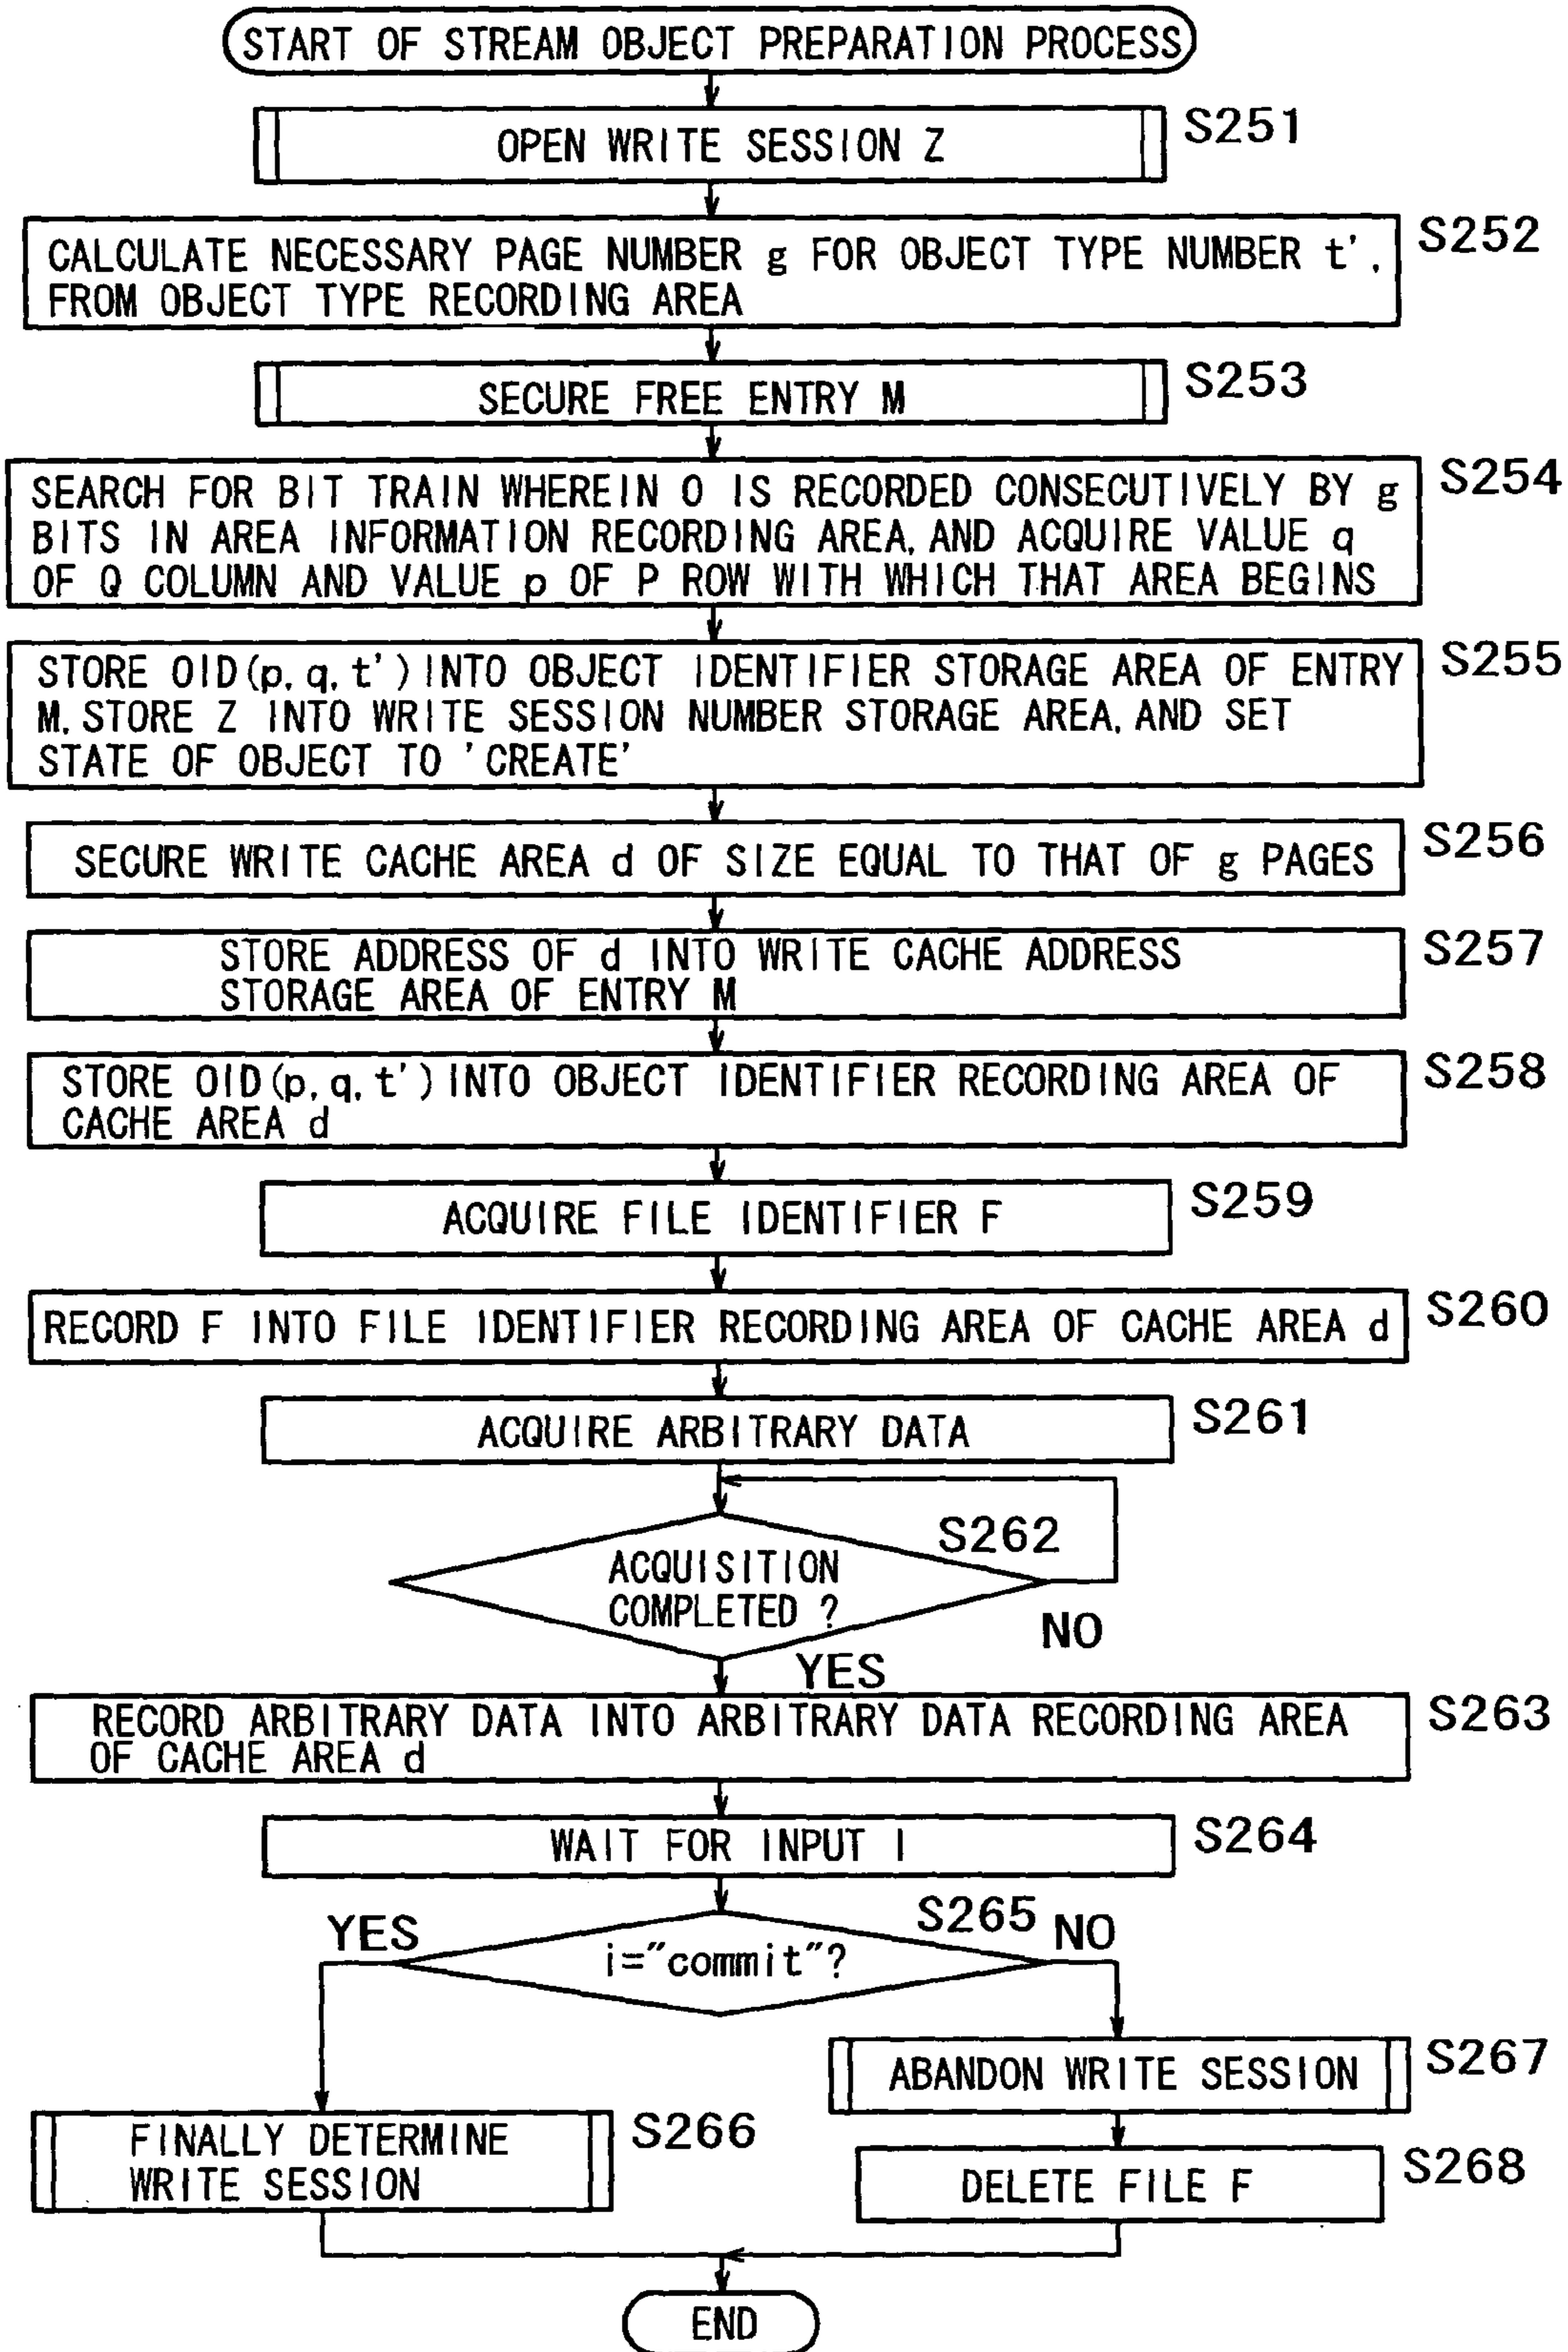 START OF STREAM OBJECT PREPARATION PROCESS
OPEN WRITE SESSION Z
S251
CALCULATE NECESSARY PAGE NUMBER g FOR OBJECT TYPE NUMBER t',
FROM OBJECT TYPE RECORDING AREA
S252
SECURE FREE ENTRY M
S253
SEARCH FOR BIT TRAIN WHEREIN 0 IS RECORDED CONSECUTIVELY BY g
BITS IN AREA INFORMATION RECORDING AREA, AND ACQUIRE VALUE q
OF Q COLUMN AND VALUE p OF P ROW WITH WHICH THAT AREA BEGINS
S254
STORE OID(p, q, t') INTO OBJECT IDENTIFIER STORAGE AREA OF ENTRY
M, STORE Z INTO WRITE SESSION NUMBER STORAGE AREA, AND SET
STATE OF OBJECT TO 'CREATE'
S255
SECURE WRITE CACHE AREA d OF SIZE EQUAL TO THAT OF g PAGES
S256
STORE ADDRESS OF d INTO WRITE CACHE ADDRESS
STORAGE AREA OF ENTRY M
S257
STORE OID(p, q, t') INTO OBJECT IDENTIFIER RECORDING AREA OF
CACHE AREA d
S258
ACQUIRE FILE IDENTIFIER F
S259
RECORD F INTO FILE IDENTIFIER RECORDING AREA OF CACHE AREA d
S260
ACQUIRE ARBITRARY DATA
S261
S262
ACQUISITION
COMPLETED ?
NO
YES
RECORD ARBITRARY DATA INTO ARBITRARY DATA RECORDING AREA
OF CACHE AREA d
S263
WAIT FOR INPUT I
S264
S265
YES
NO
i="commit"?
ABANDON WRITE SESSION
S267
FINALLY DETERMINE
WRITE SESSION
S266
DELETE FILE F
S268
END